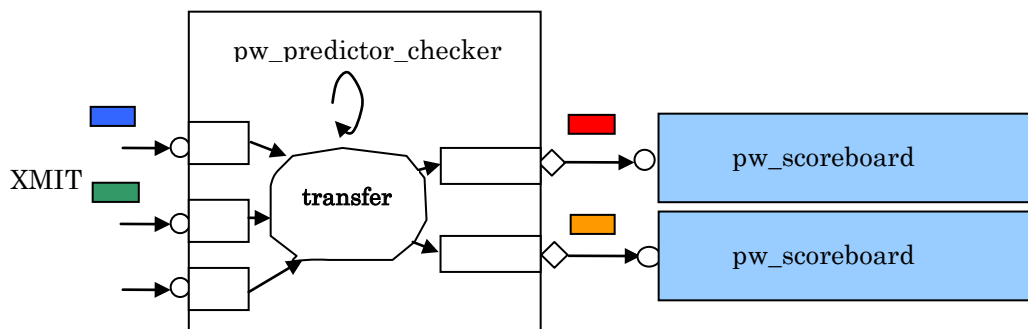 pw_predictor_checker
XMIT
transfer
pw_scoreboard
pw_scoreboard